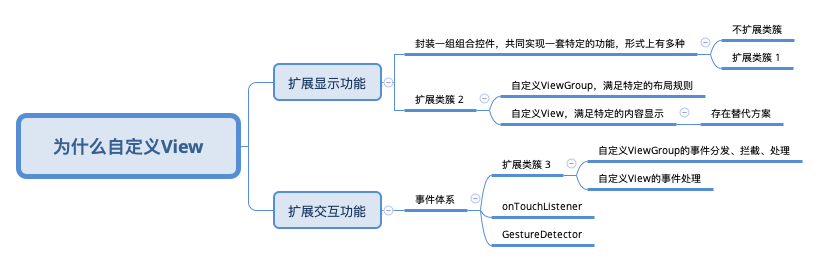 为什么自定义View
扩展显示功能
封装一组组合控件，共同实现一套特定的功能，形式上有多种
不扩展类簇
扩展类簇 1
扩展类簇 2
自定义ViewGroup，满足特定的布局规则
自定义View，满足特定的内容显示
存在替代方案
扩展交互功能
事件体系
扩展类簇 3
自定义ViewGroup的事件分发、拦截、处理
自定义View的事件处理
onTouchListener
GestureDetector